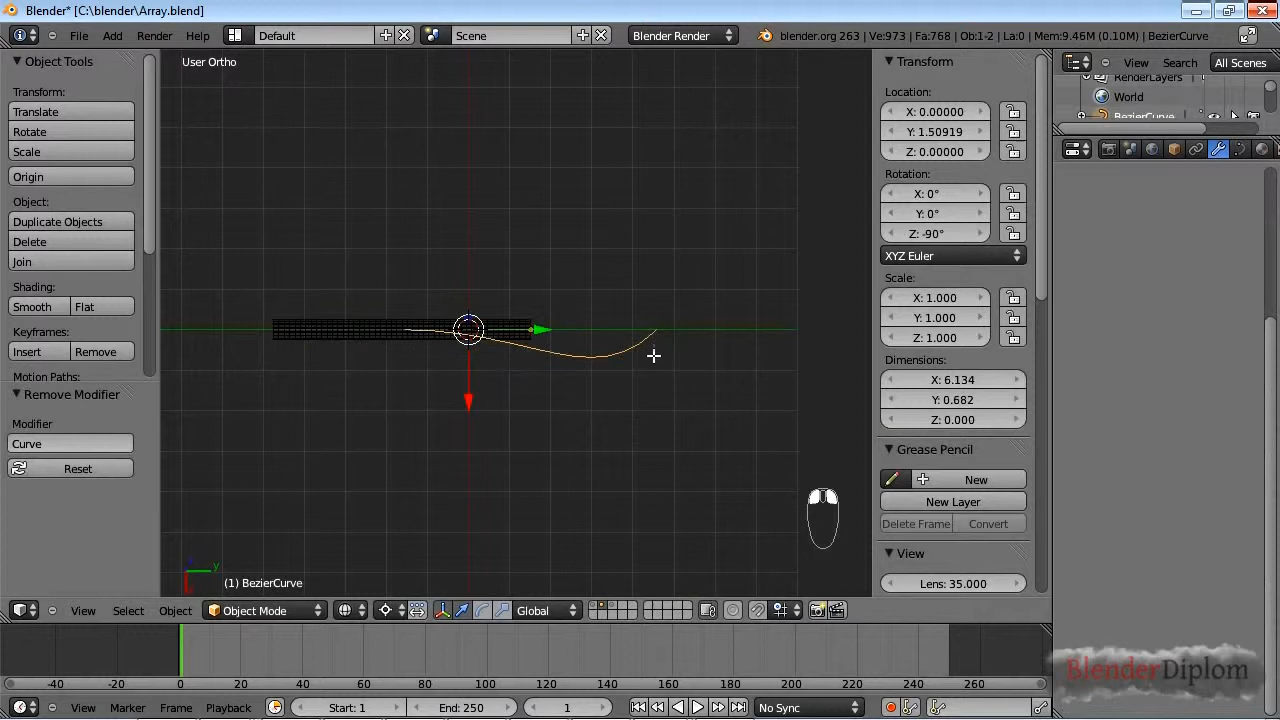 Blender* [C:\blender\Array.blend]
File Add Render Help Default Scene Blender Render blender.org 263 | Ve:973 | Fa:768 | Ob:1-2 | La:0 | Mem:9.46M (0.10M) | BezierCurve
View Search All Scenes
RenderLayers
World
BezierCurve
Object Tools
Transform:
Translate
Rotate
Scale
Origin
Object:
Duplicate Objects
Delete
Join
Shading:
Smooth Flat
Keyframes:
Insert Remove
Motion Paths:
Remove Modifier
Modifier
Curve
Reset
User Ortho
y
(1) BezierCurve
Transform
Location:
X: 0.00000
Y: 1.50919
Z: 0.00000
Rotation:
X: 0°
Y: 0°
Z: -90°
XYZ Euler
Scale:
X: 1.000
Y: 1.000
Z: 1.000
Dimensions:
X: 6.134
Y: 0.682
Z: 0.000
Grease Pencil
New
New Layer
Delete Frame Convert
View
Lens: 35.000
View Select Object Object Mode Global
-40 -20 0 20 40 60 80 100 120 140 160 180 200 220 240 260
View Marker Frame Playback Start: 1 End: 250 1 No Sync
BlenderDiplom